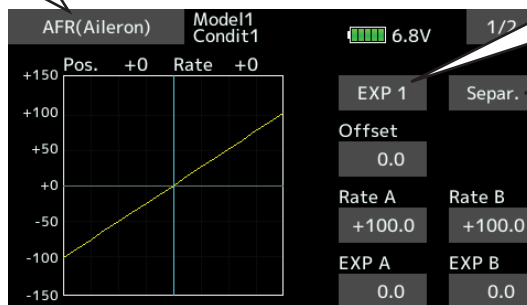 AFR(Aileron)
Model1
Condit1
6.8V
1/2
Pos. +0 Rate +0
+150
+100
+50
+0
-50
-100
-150
EXP 1
Separ.
Offset
0.0
Rate A
Rate B
+100.0
+100.0
EXP A
EXP B
0.0
0.0